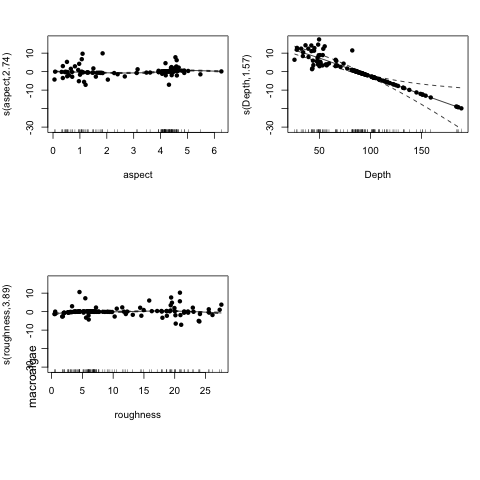 10
0
-10
-30
s(aspect,2.74)
0 1 2 3 4 5 6
aspect
10
0
-10
-30
s(Depth,1.57)
50 100 150
Depth
10
0
-10
s(roughness,3.89)
macroalgae
0 5 10 15 20 25
roughness